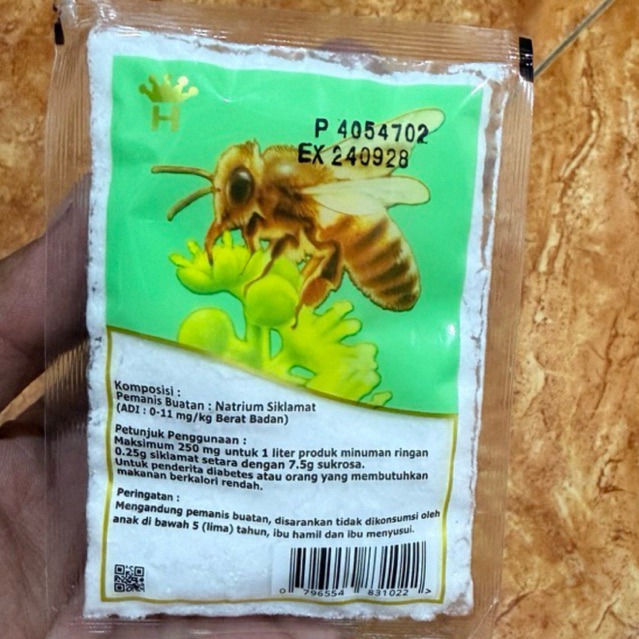 H
P 4054702
EX 240928
Komposisi :
Pemanis Buatan : Natrium Siklamat
(ADI : 0-11 mg/kg Berat Badan)
Petunjuk Penggunaan :
Maksimum 250 mg untuk 1 liter produk minuman ringan
0.25g siklamat setara dengan 7.5g sukrosa.
Untuk penderita diabetes atau orang yang membutuhkan
makanan berkalori rendah.
Peringatan :
Mengandung pemanis buatan, disarankan tidak dikonsumsi oleh
anak di bawah 5 (lima) tahun, ibu hamil dan ibu menyusui.
0 796554 831022 >